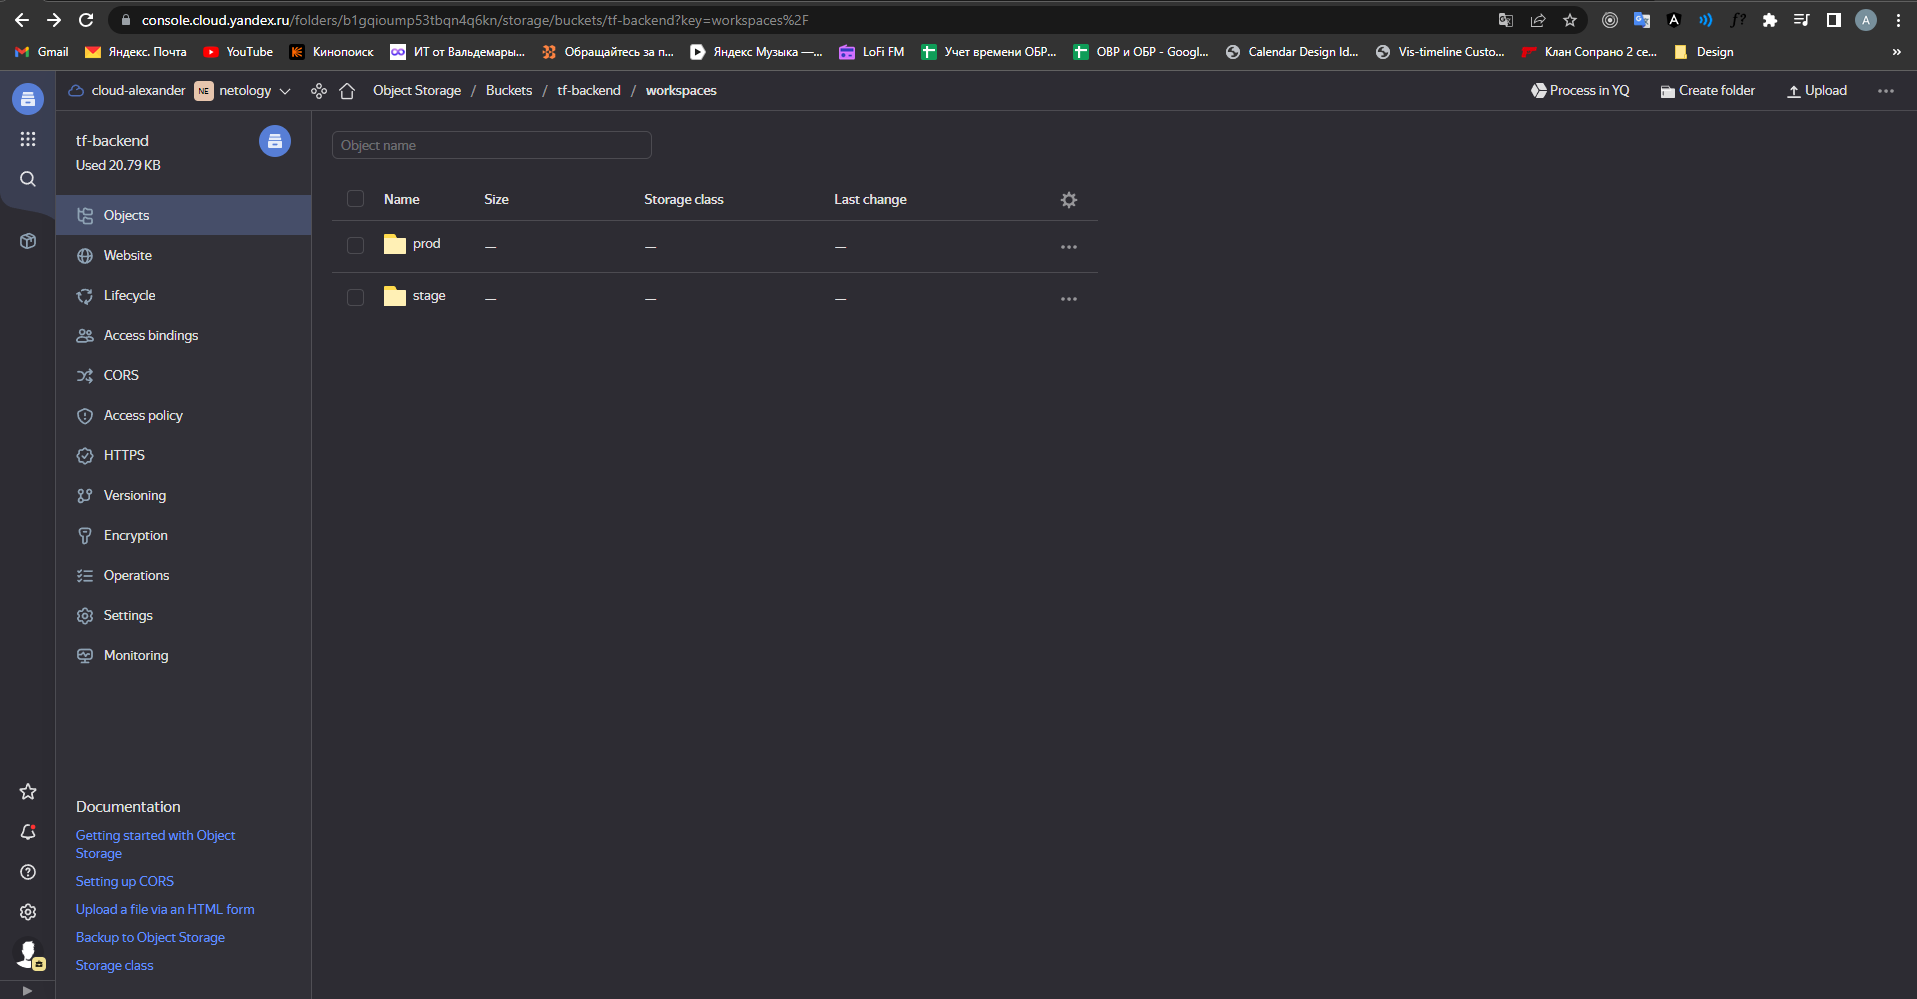 console.cloud.yandex.ru/folders/b1gqioump53tbqn4q6kn/storage/buckets/tf-backend?key=workspaces%2F
A
ƒ?
A
Gmail
Яндекс. Почта
YouTube
Кинопоиск
ИТ от Вальдемары...
Обращайтесь за п...
Яндекс Музыка —...
LoFi FM
Учет времени ОБР...
ОВР и ОБР - Googl...
Calendar Design Id...
Vis-timeline Custo...
Клан Сопрано 2 се...
Design
»
cloud-alexander NE netology
Object Storage / Buckets / tf-backend / workspaces
Process in YQ
Create folder
Upload
tf-backend
Used 20.79 KB
Objects
Website
Lifecycle
Access bindings
CORS
Access policy
HTTPS
Versioning
Encryption
Operations
Settings
Monitoring
Documentation
Getting started with Object
Storage
Setting up CORS
Upload a file via an HTML form
Backup to Object Storage
Storage class
Object name
Name Size Storage class Last change
prod — — —
stage — — —